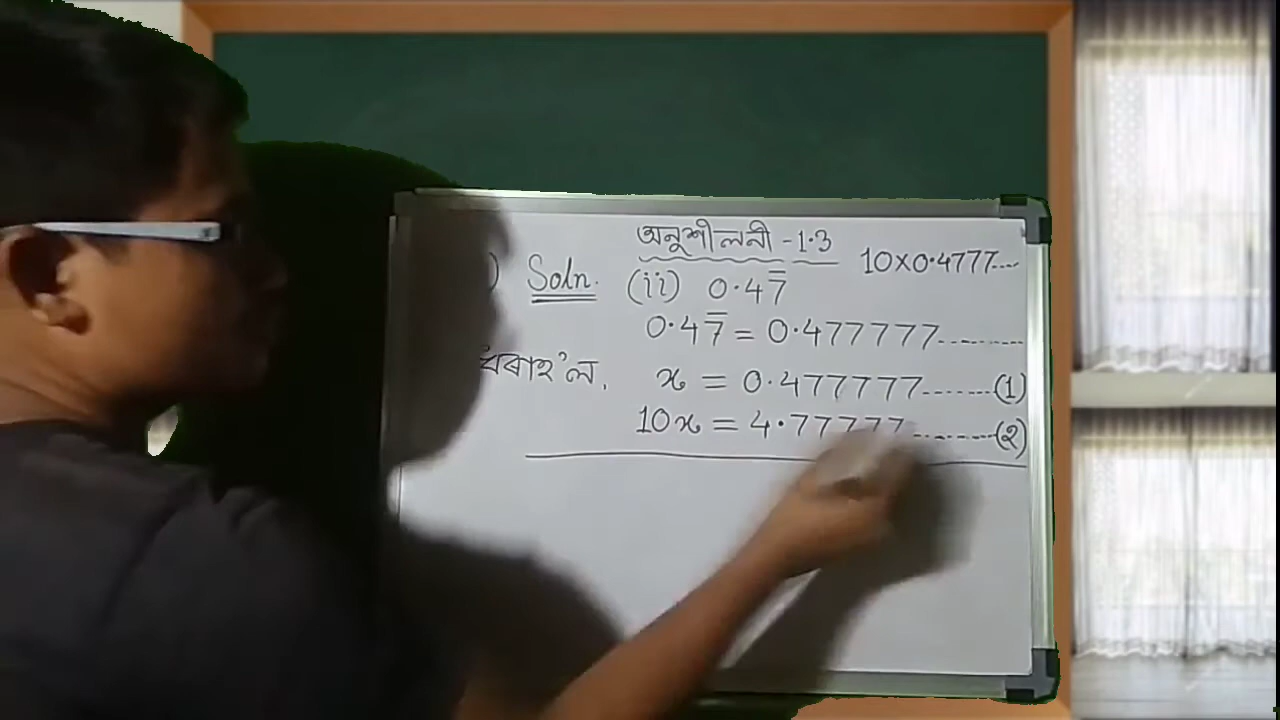 অনুশীলনী - 1.3
10×0.4777....
) Soln. (ii) 0.47̅
0.47̅ = 0.477777..........
ধৰাহ'ল, x = 0.477777.......(1)
10x = 4.77777........(2)